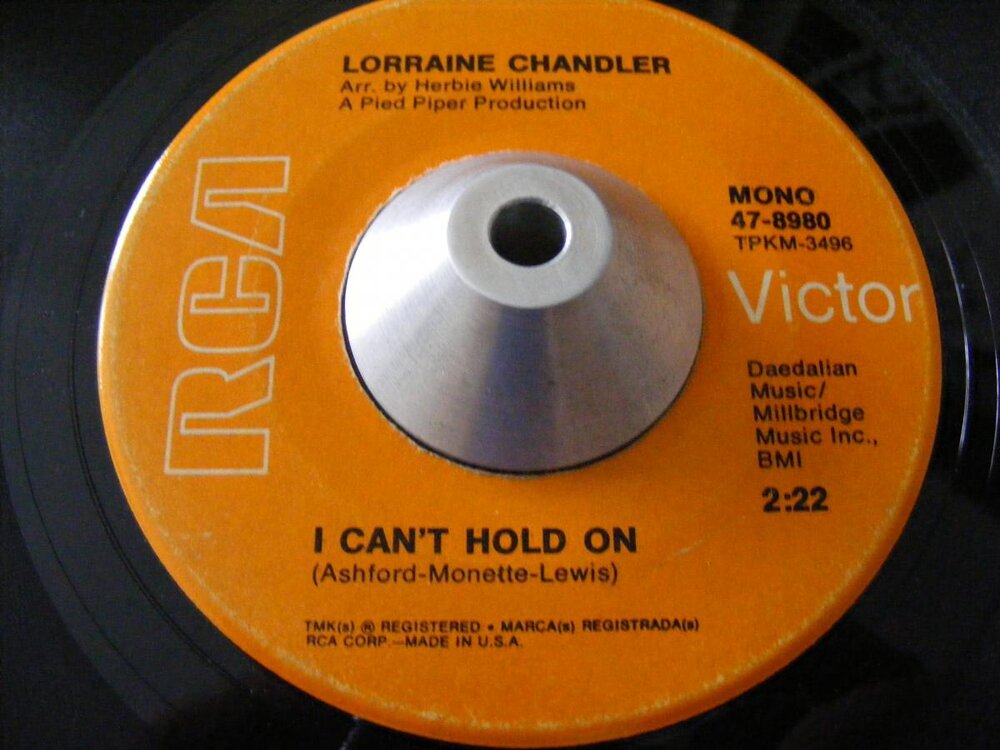 LORRAINE CHANDLER
Arr. by Herbie Williams
A Pied Piper Production
RCA
MONO
47-8980
TPKM-3496
Victor
Daedalian
Music/
Millbridge
Music Inc.,
BMI
2:22
I CAN'T HOLD ON
(Ashford-Monette-Lewis)
TMK(s) ® REGISTERED • MARCA(s) REGISTRADA(s)
RCA CORP.—MADE IN U.S.A.